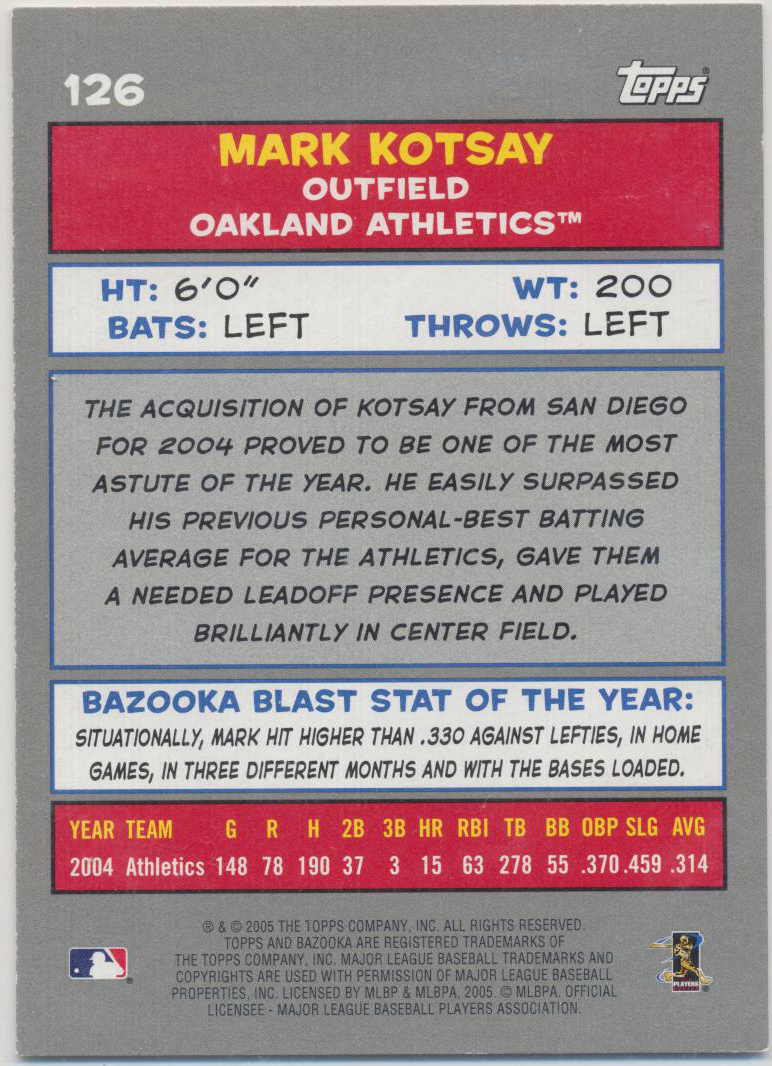 126
Topps®
MARK KOTSAY
OUTFIELD
OAKLAND ATHLETICS™
HT: 6'0" WT: 200
BATS: LEFT THROWS: LEFT
THE ACQUISITION OF KOTSAY FROM SAN DIEGO
FOR 2004 PROVED TO BE ONE OF THE MOST
ASTUTE OF THE YEAR. HE EASILY SURPASSED
HIS PREVIOUS PERSONAL-BEST BATTING
AVERAGE FOR THE ATHLETICS, GAVE THEM
A NEEDED LEADOFF PRESENCE AND PLAYED
BRILLIANTLY IN CENTER FIELD.
BAZOOKA BLAST STAT OF THE YEAR:
SITUATIONALLY, MARK HIT HIGHER THAN .330 AGAINST LEFTIES, IN HOME
GAMES, IN THREE DIFFERENT MONTHS AND WITH THE BASES LOADED.
YEAR TEAM G R H 2B 3B HR RBI TB BB OBP SLG AVG
2004 Athletics 148 78 190 37 3 15 63 278 55 .370 .459 .314
® & © 2005 THE TOPPS COMPANY, INC. ALL RIGHTS RESERVED.
TOPPS AND BAZOOKA ARE REGISTERED TRADEMARKS OF
THE TOPPS COMPANY, INC. MAJOR LEAGUE BASEBALL TRADEMARKS AND
COPYRIGHTS ARE USED WITH PERMISSION OF MAJOR LEAGUE BASEBALL
PROPERTIES, INC. LICENSED BY MLBP & MLBPA, 2005. © MLBPA. OFFICIAL
LICENSEE - MAJOR LEAGUE BASEBALL PLAYERS ASSOCIATION.
PLAYERS